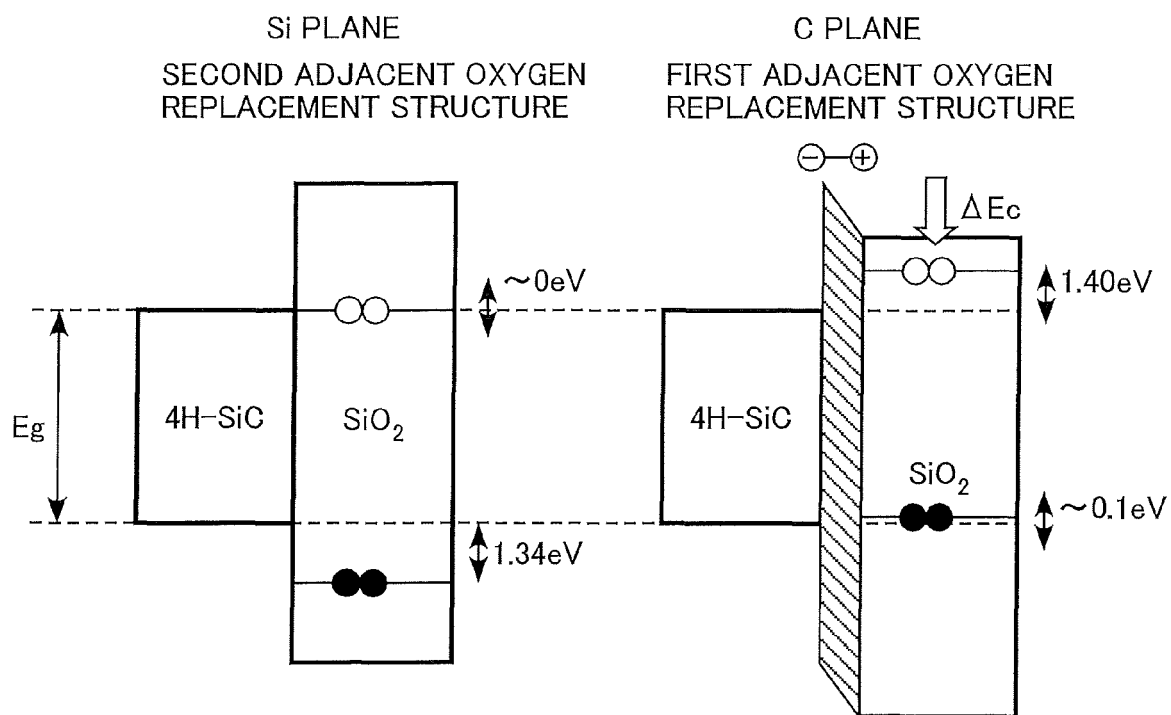 Si PLANE
SECOND ADJACENT OXYGEN
REPLACEMENT STRUCTURE
C PLANE
FIRST ADJACENT OXYGEN
REPLACEMENT STRUCTURE
⊖—⊕
ΔEc
~0eV
1.40eV
Eg
4H-SiC
SiO₂
1.34eV
4H-SiC
SiO₂
~0.1eV